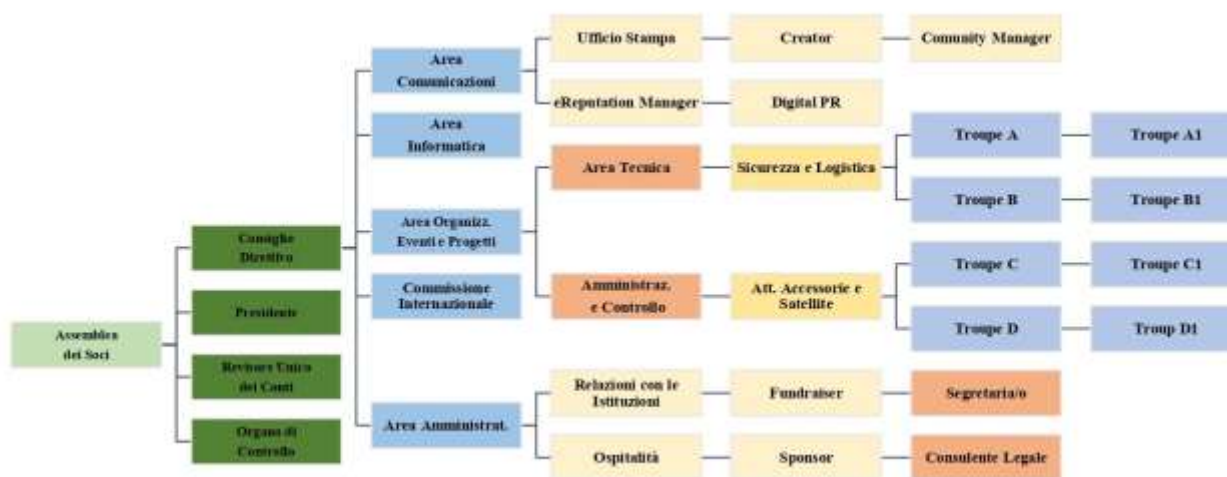 Ufficio Stampa
Creator
Comunity Manager
Area
Comunicazioni
eReputation Manager
Digital PR
Area
Informatica
Troupe A
Troupe A1
Area Tecnica
Sicurezza e Logistica
Troupe B
Troupe B1
Area Organizz.
Eventi e Progetti
Consiglio
Direttivo
Troupe C
Troupe C1
Commissione
Internazionale
Amministraz.
e Controllo
Att. Accessorie e
Satellite
Presidente
Troupe D
Troup D1
Assemblea
dei Soci
Revisore Unico
dei Conti
Relazioni con le
Istituzioni
Fundraiser
Segretaria/o
Area Amministrat.
Organo di
Controllo
Ospitalità
Sponsor
Consulente Legale